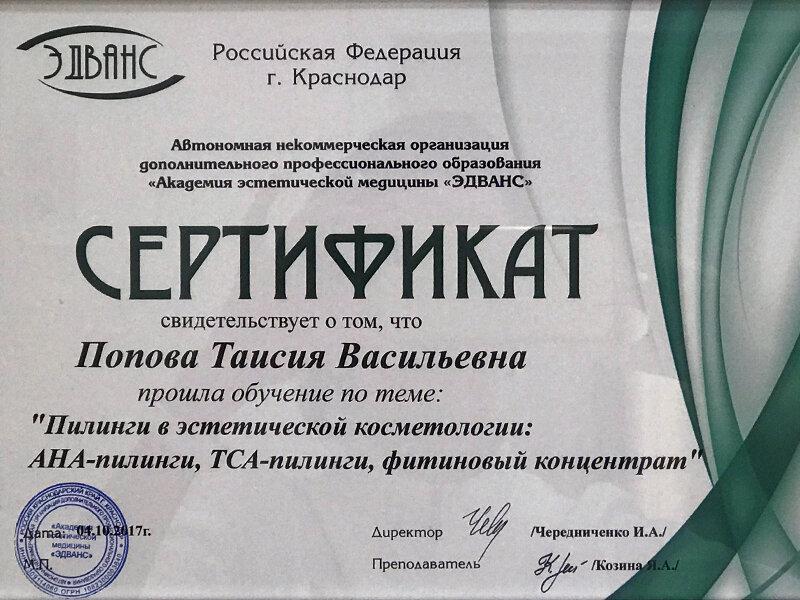 ЭДВАНС
Российская Федерация
г. Краснодар
Автономная некоммерческая организация
дополнительного профессионального образования
«Академия эстетической медицины «ЭДВАНС»
СЕРТИФИКАТ
свидетельствует о том, что
Попова Таисия Васильевна
прошла обучение по теме:
"Пилинги в эстетической косметологии:
АНА-пилинги, ТСА-пилинги, фитиновый концентрат"
Дата: 04.10.2017г.
Директор /Чередниченко И.А./
М.П.
Преподаватель /Козина Я.А./
медицины
«ЭДВАНС»